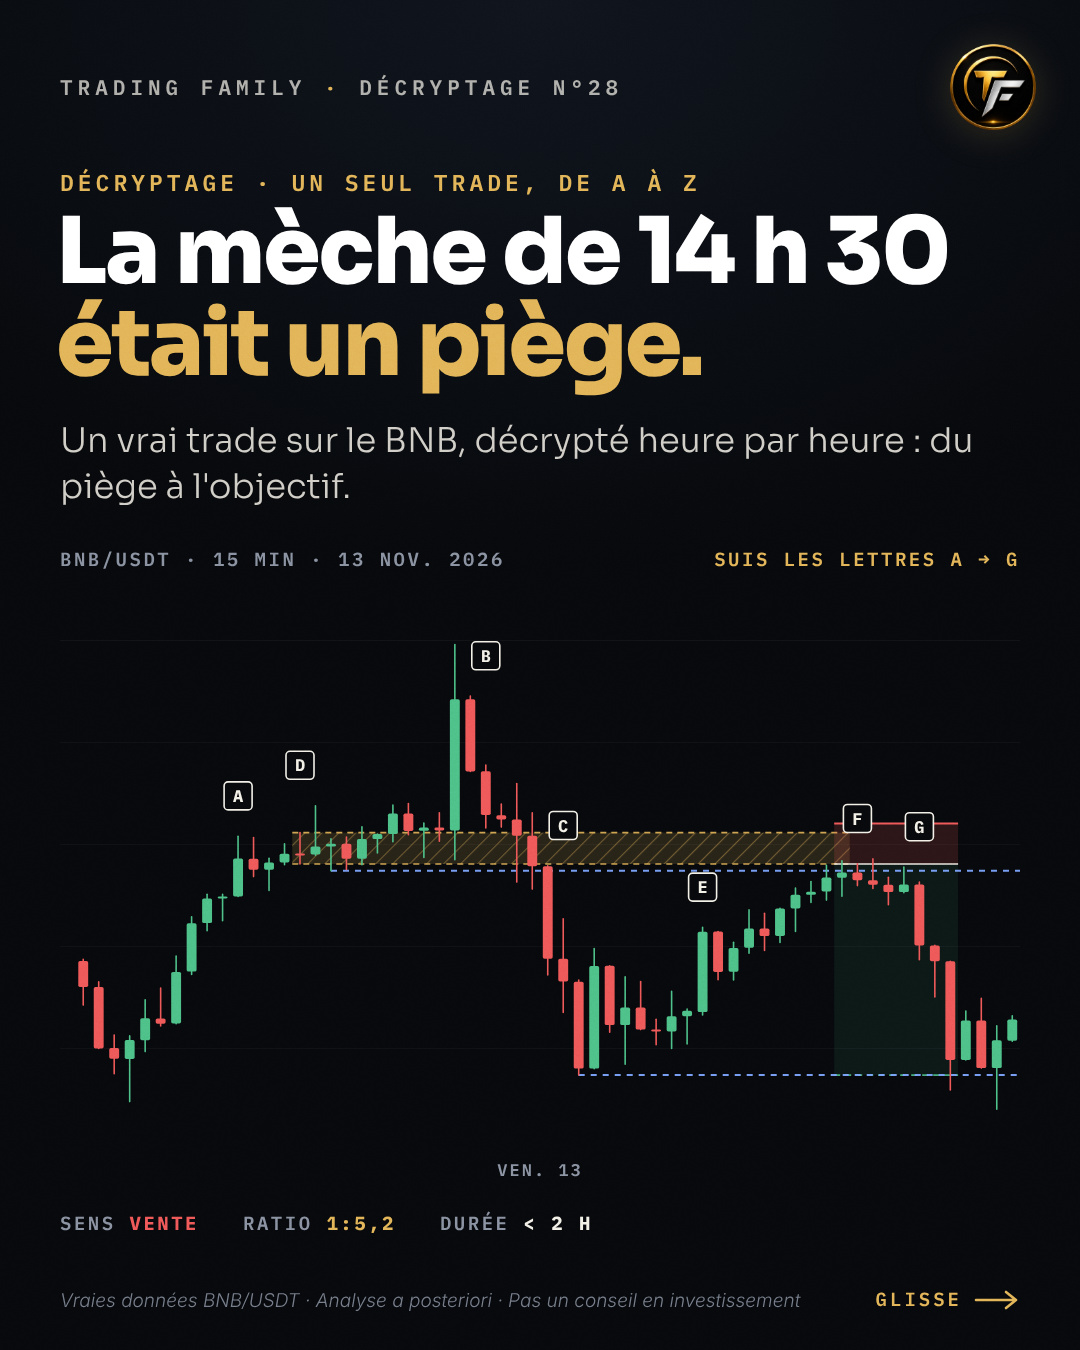 TRADING FAMILY · DÉCRYPTAGE N°28
TF
DÉCRYPTAGE · UN SEUL TRADE, DE A À Z
La mèche de 14 h 30
était un piège.
Un vrai trade sur le BNB, décrypté heure par heure : du
piège à l'objectif.
BNB/USDT · 15 MIN · 13 NOV. 2026
SUIS LES LETTRES A → G
B
D
A
C
F
G
E
VEN. 13
SENS VENTE RATIO 1:5,2 DURÉE < 2 H
Vraies données BNB/USDT · Analyse a posteriori · Pas un conseil en investissement
GLISSE →